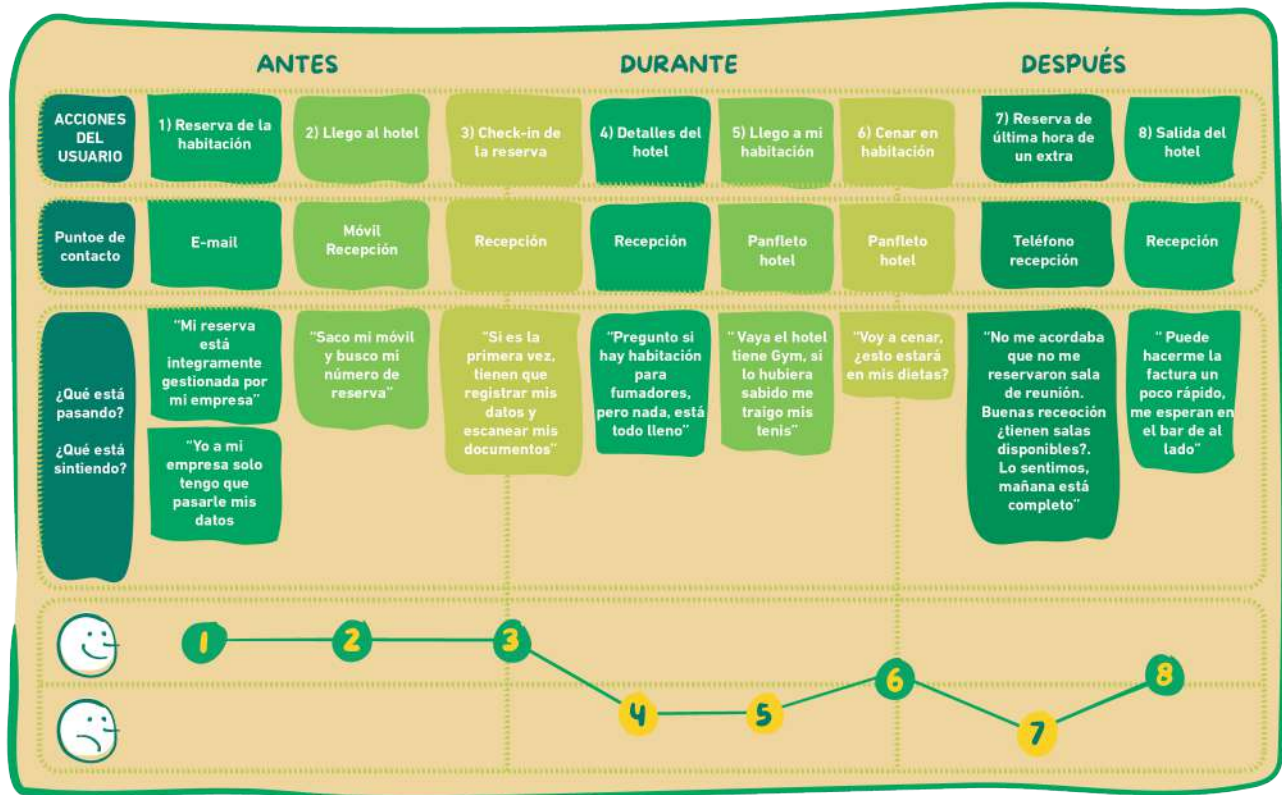 ANTES
DURANTE
DESPUÉS
ACCIONES
DEL
USUARIO
1) Reserva de la
habitación
2) Llego al hotel
3) Check-in de
la reserva
4) Detalles del
hotel
5) Llego a mi
habitación
6) Cenar en
habitación
7) Reserva de
última hora de
un extra
8) Salida del
hotel
Puntoe de
contacto
E-mail
Móvil
Recepción
Recepción
Recepción
Panfleto
hotel
Panfleto
hotel
Teléfono
recepción
Recepción
¿Qué está
pasando?
¿Qué está
sintiendo?
"Mi reserva
está
integramente
gestionada por
mi empresa"
"Yo a mi
empresa solo
tengo que
pasarle mis
datos
"Saco mi móvil
y busco mi
número de
reserva"
"Si es la
primera vez,
tienen que
registrar mis
datos y
escanear mis
documentos"
"Pregunto si
hay habitación
para
fumadores,
pero nada, está
todo lleno"
" Vaya el hotel
tiene Gym, si
lo hubiera
sabido me
traigo mis
tenis"
"Voy a cenar,
¿esto estará
en mis dietas?
"No me acordaba
que no me
reservaron sala
de reunión.
Buenas receoción
¿tienen salas
disponibles?.
Lo sentimos,
mañana está
completo"
" Puede
hacerme la
factura un
poco rápido,
me esperan en
el bar de al
lado"
1
2
3
4
5
6
7
8